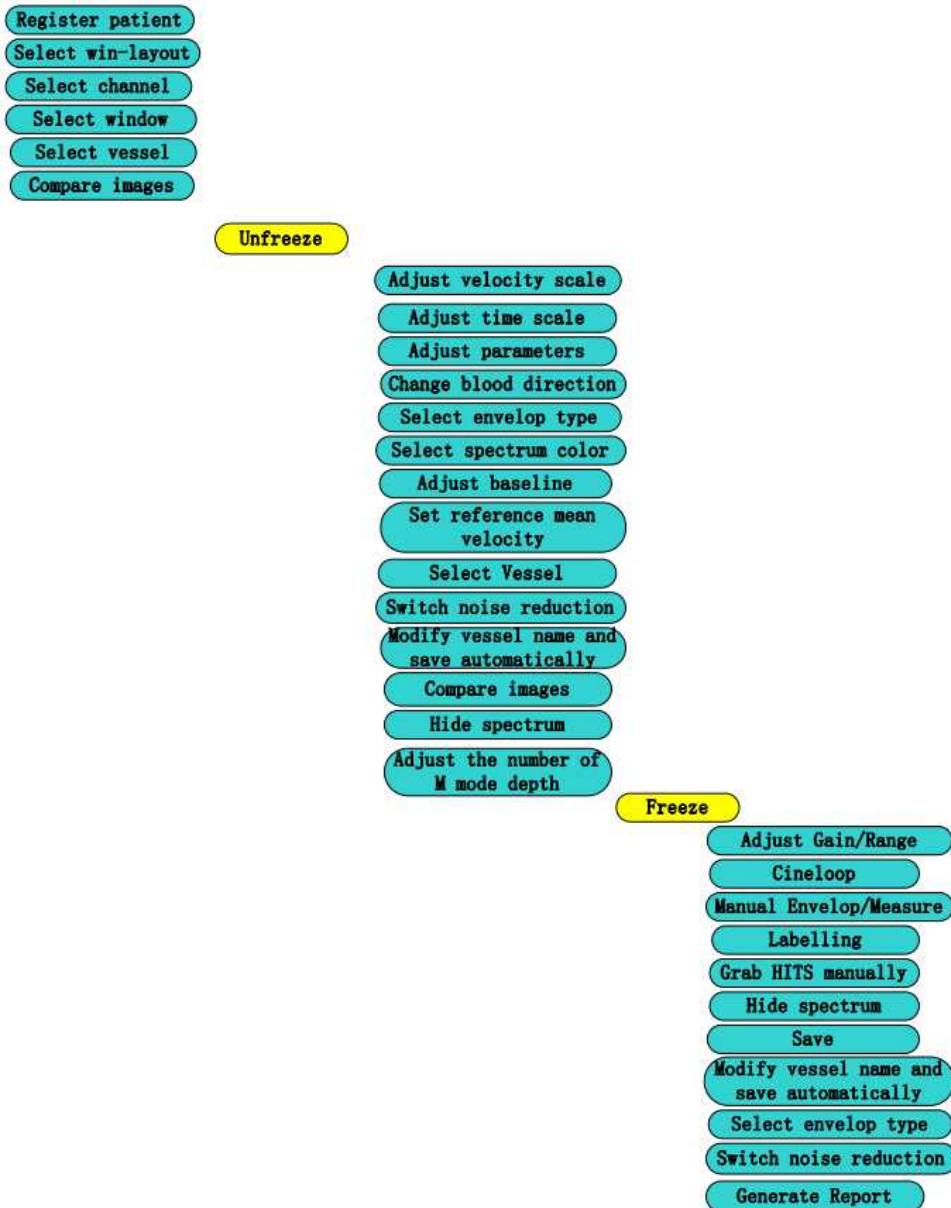 Register patient
Select win-layout
Select channel
Select window
Select vessel
Compare images
Unfreeze
Adjust velocity scale
Adjust time scale
Adjust parameters
Change blood direction
Select envelop type
Select spectrum color
Adjust baseline
Set reference mean
velocity
Select Vessel
Switch noise reduction
Modify vessel name and
save automatically
Compare images
Hide spectrum
Adjust the number of
M mode depth
Freeze
Adjust Gain/Range
Cineloop
Manual Envelop/Measure
Labelling
Grab HITS manually
Hide spectrum
Save
Modify vessel name and
save automatically
Select envelop type
Switch noise reduction
Generate Report